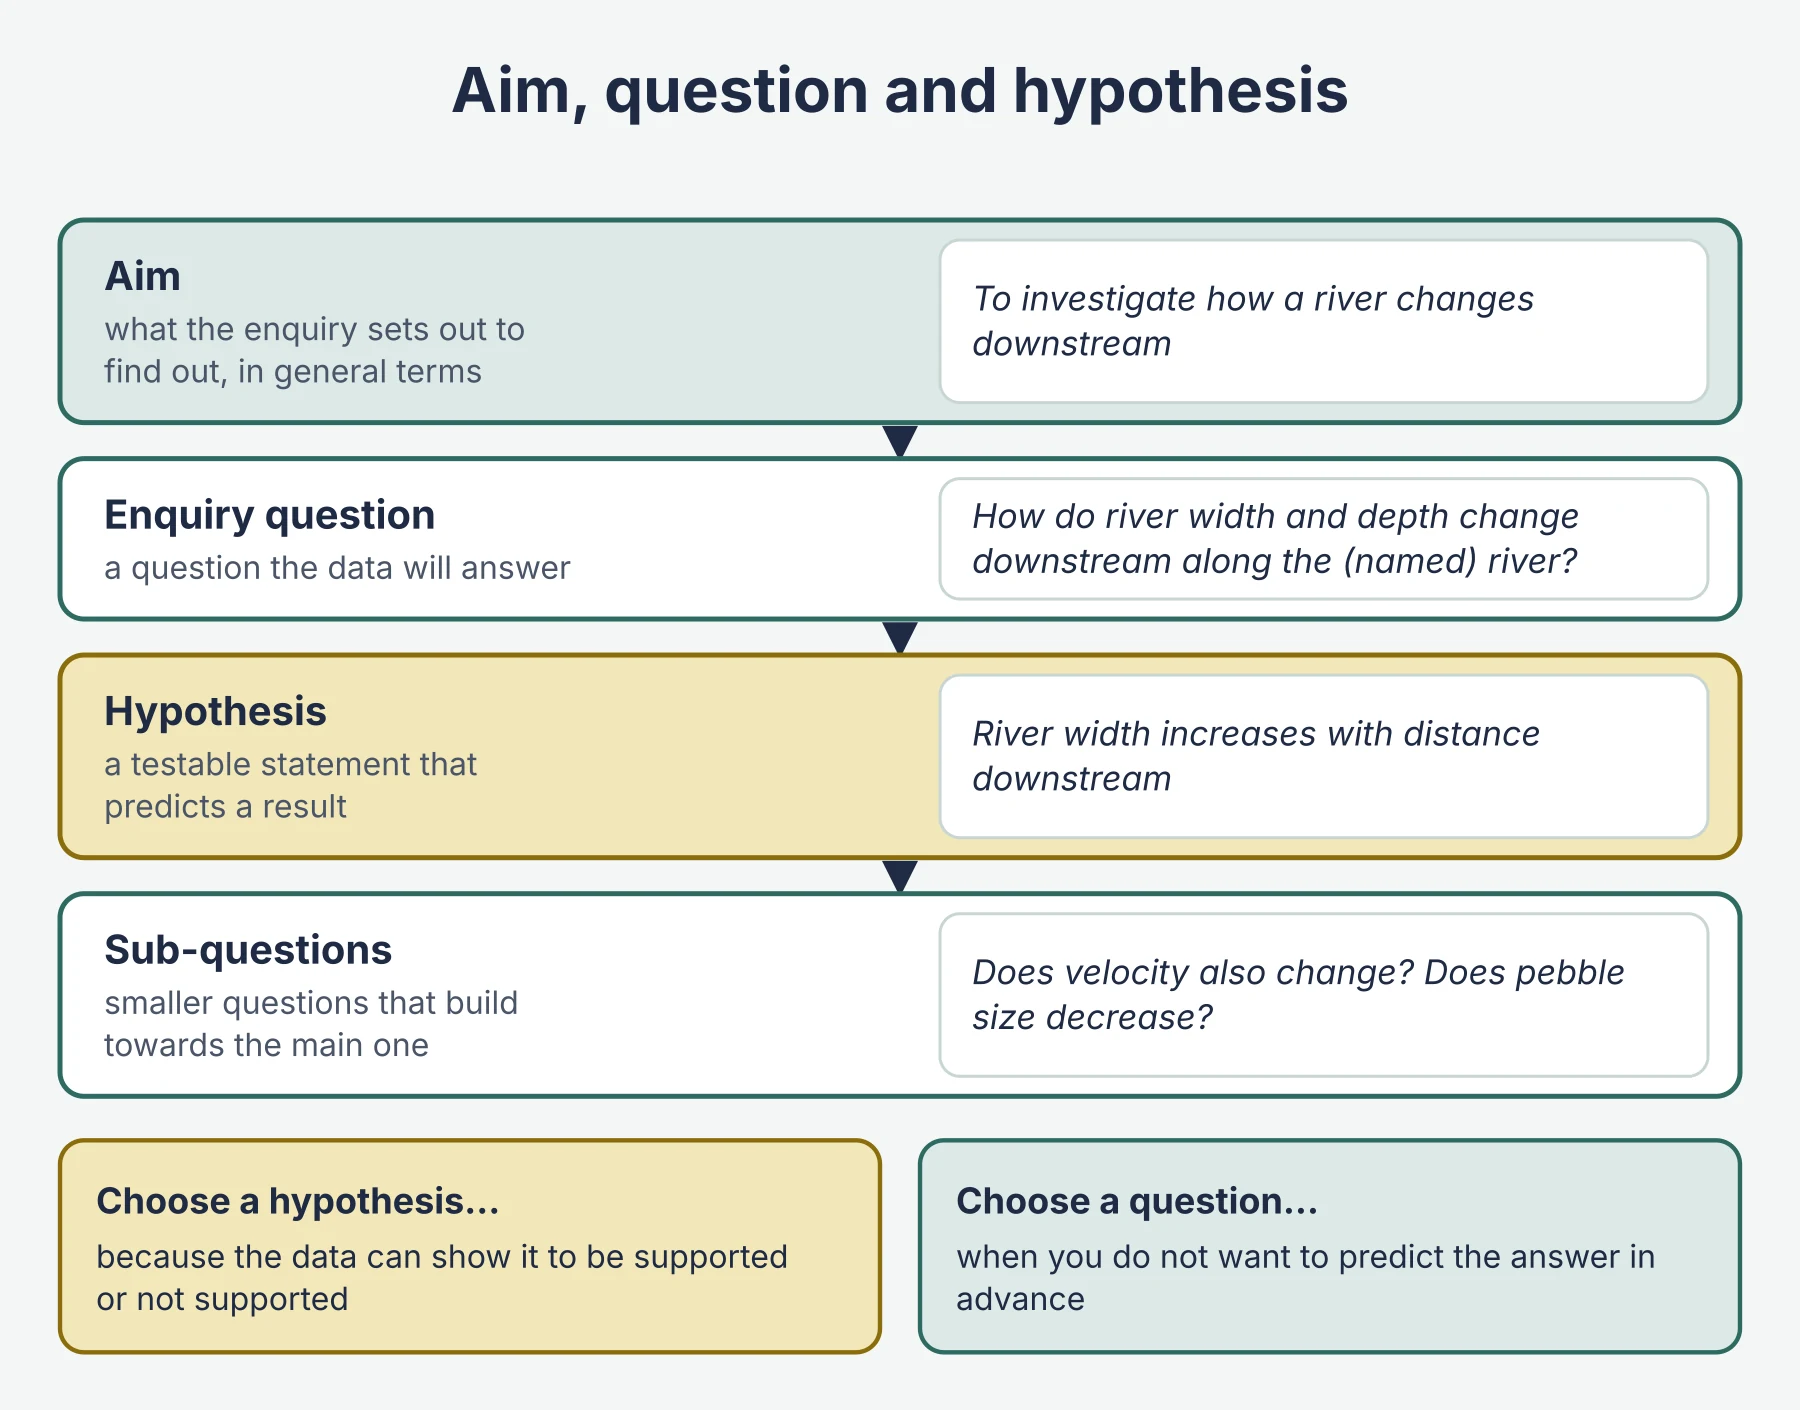 Aim, question and hypothesis
Aim
what the enquiry sets out to
find out, in general terms
To investigate how a river changes
downstream
Enquiry question
a question the data will answer
How do river width and depth change
downstream along the (named) river?
Hypothesis
a testable statement that
predicts a result
River width increases with distance
downstream
Sub-questions
smaller questions that build
towards the main one
Does velocity also change? Does pebble
size decrease?
Choose a hypothesis...
because the data can show it to be supported
or not supported
Choose a question...
when you do not want to predict the answer in
advance